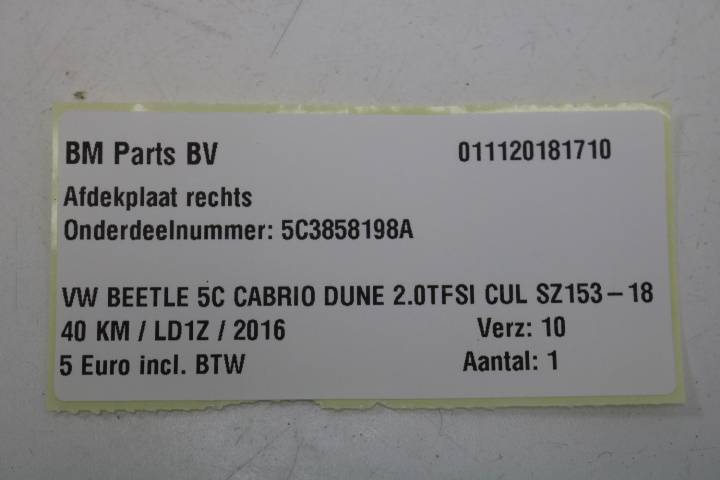 BM Parts BV 011120181710
Afdekplaat rechts
Onderdeelnummer: 5C3858198A
VW BEETLE 5C CABRIO DUNE 2.0TFSI CUL SZ153-18
40 KM / LD1Z / 2016 Verz: 10
5 Euro incl. BTW Aantal: 1